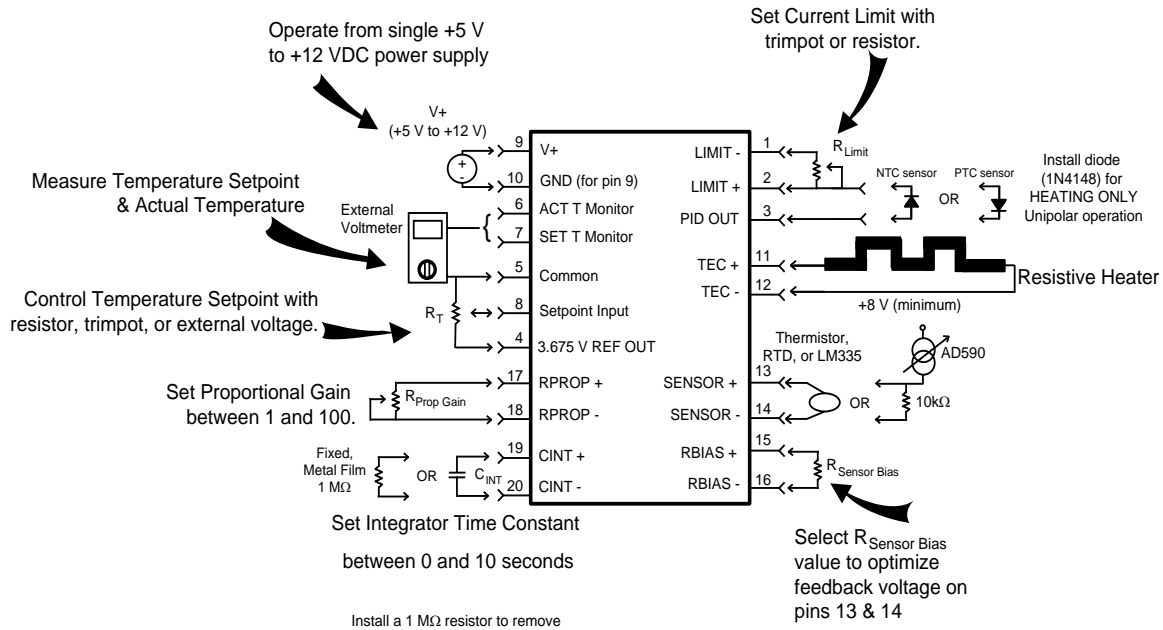 Operate from single +5 V
to +12 VDC power supply
Set Current Limit with
trimpot or resistor.
V+
(+5 V to +12 V)
Measure Temperature Setpoint
& Actual Temperature
External
Voltmeter
Control Temperature Setpoint with
resistor, trimpot, or external voltage.
RT
Set Proportional Gain
between 1 and 100.
RProp Gain
Fixed,
Metal Film
1 MΩ
OR
CINT
9 V+
10 GND (for pin 9)
6 ACT T Monitor
7 SET T Monitor
5 Common
8 Setpoint Input
4 3.675 V REF OUT
17 RPROP +
18 RPROP -
19 CINT +
20 CINT -
LIMIT - 1
LIMIT + 2
PID OUT 3
TEC + 11
TEC - 12
SENSOR + 13
SENSOR - 14
RBIAS + 15
RBIAS - 16
RLimit
NTC sensor
OR
PTC sensor
Install diode
(1N4148) for
HEATING ONLY
Unipolar operation
Resistive Heater
+8 V (minimum)
Thermistor,
RTD, or LM335
OR
AD590
10kΩ
RSensor Bias
+
-
Set Integrator Time Constant
between 0 and 10 seconds
Select RSensor Bias
value to optimize
feedback voltage on
pins 13 & 14
Install a 1 MΩ resistor to remove